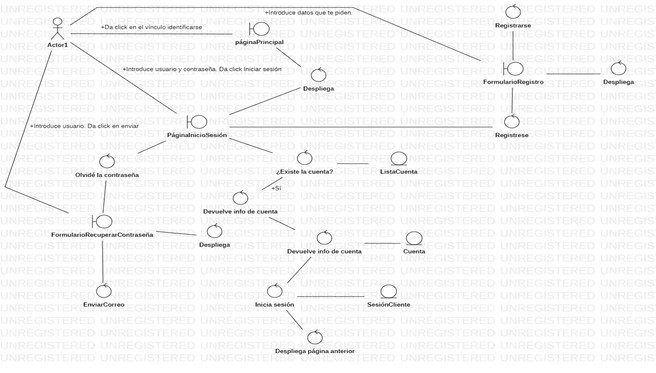 +Introduce datos que te piden.
Registrarse
+Da click en el vínculo identificarse
Actor1
páginaPrincipal
+Introduce usuario y contraseña. Da click Iniciar sesión
FormularioRegistro
Despliega
Despliega
+Introduce usuario. Da click en enviar
PáginaInicioSesión
Registrese
Olvidé la contraseña
¿Existe la cuenta?
ListaCuenta
+Sí
Devuelve info de cuenta
FormularioRecuperarContraseña
Despliega
Devuelve info de cuenta
Cuenta
EnviarCorreo
Inicia sesión
SesiónCliente
Despliega página anterior
UNREGISTERED